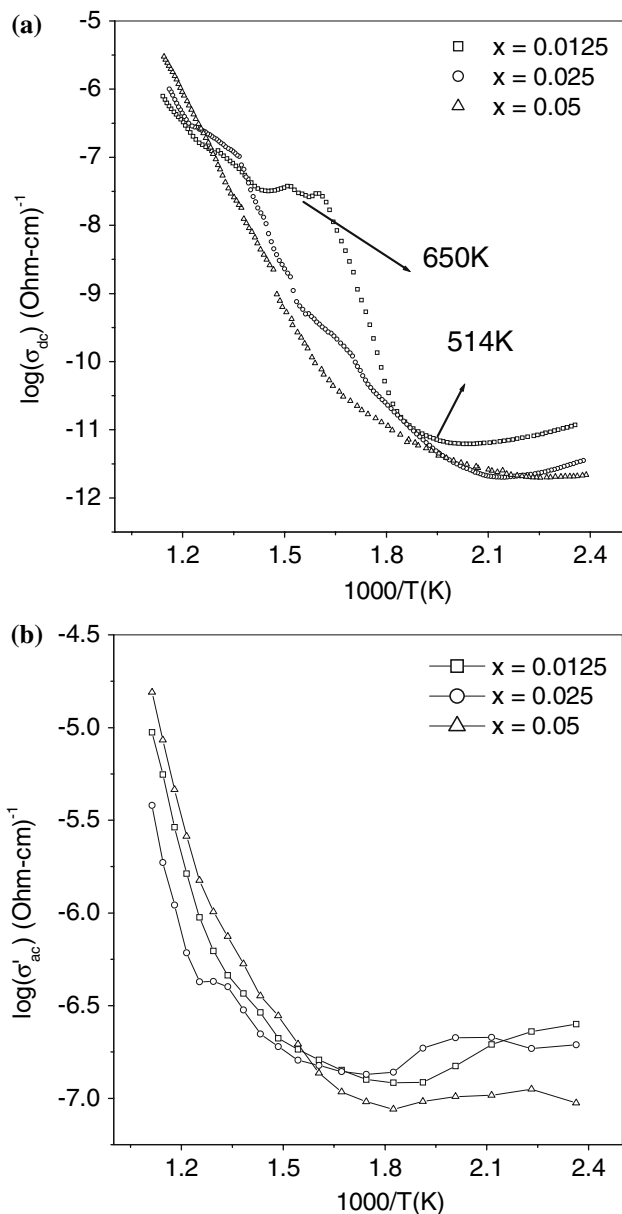 (a)
-5
-6
-7
-8
-9
-10
-11
-12
log(σdc) (Ohm-cm)-1
x = 0.0125
x = 0.025
x = 0.05
650K
514K
1.2 1.5 1.8 2.1 2.4
1000/T(K)
(b)
-4.5
-5.0
-5.5
-6.0
-6.5
-7.0
log(σ'ac) (Ohm-cm)-1
x = 0.0125
x = 0.025
x = 0.05
1.2 1.5 1.8 2.1 2.4
1000/T(K)